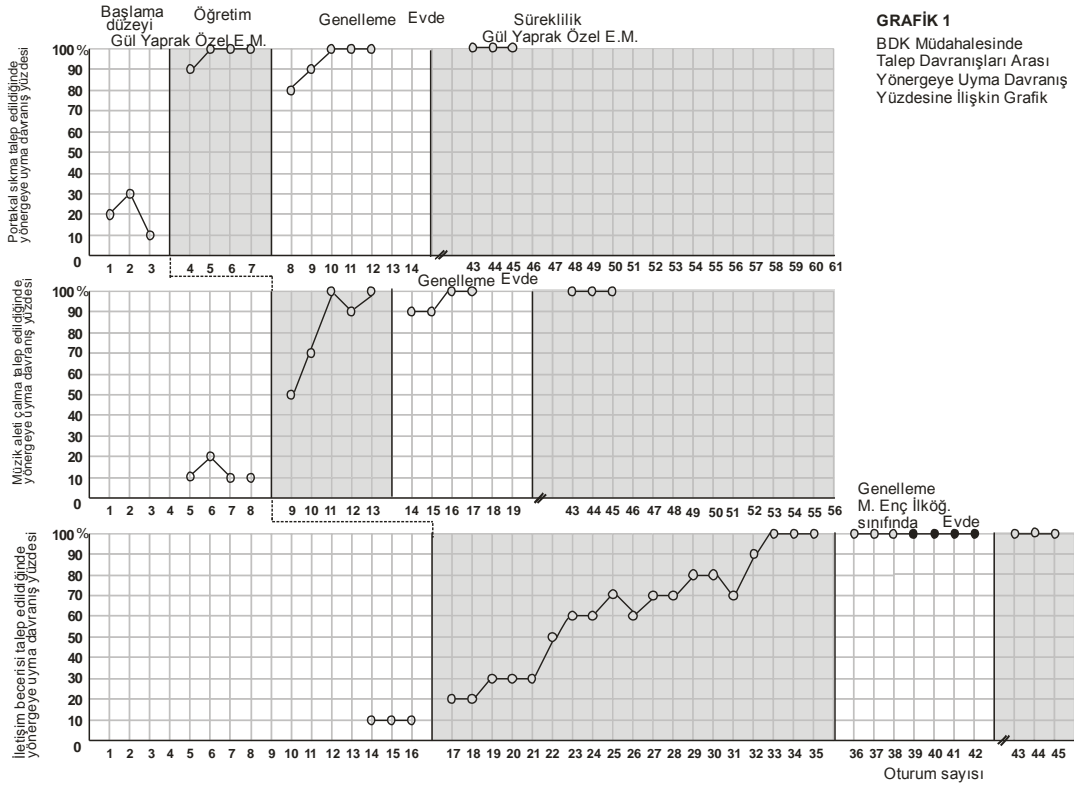 Başlama
düzeyi
Öğretim
Genelleme Evde
Süreklilik
Gül Yaprak Özel E.M.
Gül Yaprak Özel E.M.
GRAFİK 1
BDK Müdahalesinde
Talep Davranışları Arası
Yönergeye Uyma Davranış
Yüzdesine İlişkin Grafik
Portakal sıkma talep edildiğinde
yönergeye uyma davranış yüzdesi
100 %
90
80
70
60
50
40
30
20
10
0
1 2 3 4 5 6 7 8 9 10 11 12 13 14 43 44 45 46 47 48 49 50 51 52 53 54 55 56 57 58 59 60 61
Genelleme Evde
Müzik aleti çalma talep edildiğinde
yönergeye uyma davranış yüzdesi
100 %
90
80
70
60
50
40
30
20
10
0
1 2 3 4 5 6 7 8 9 10 11 12 13 14 15 16 17 18 19 43 44 45 46 47 48 49 50 51 52 53 54 55 56
Genelleme
M. Enç İlköğ.
sınıfında Evde
İletişim becerisi talep edildiğinde
yönergeye uyma davranış yüzdesi
100 %
90
80
70
60
50
40
30
20
10
0
1 2 3 4 5 6 7 8 9 10 11 12 13 14 15 16 17 18 19 20 21 22 23 24 25 26 27 28 29 30 31 32 33 34 35 36 37 38 39 40 41 42 43 44 45
Oturum sayısı